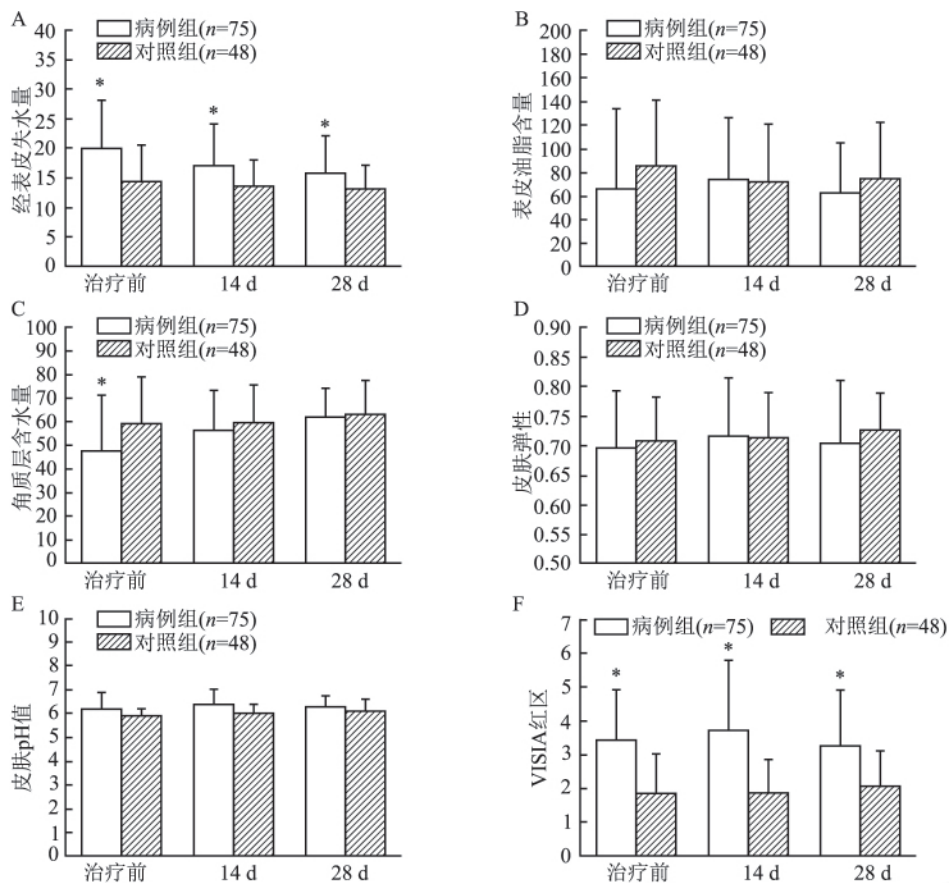 A
病例组(n=75)
对照组(n=48)
经表皮失水量
40
35
30
25
20
15
10
5
0
*
*
*
治疗前
14 d
28 d
B
病例组(n=75)
对照组(n=48)
表皮油脂含量
200
180
160
140
120
100
80
60
40
20
0
治疗前
14 d
28 d
C
病例组(n=75)
对照组(n=48)
角质层含水量
100
90
80
70
60
50
40
30
20
10
0
*
治疗前
14 d
28 d
D
病例组(n=75)
对照组(n=48)
皮肤弹性
0.90
0.85
0.80
0.75
0.70
0.65
0.60
0.55
0.50
治疗前
14 d
28 d
E
病例组(n=75)
对照组(n=48)
皮肤pH值
10
9
8
7
6
5
4
3
2
1
0
治疗前
14 d
28 d
F
病例组(n=75) 对照组(n=48)
VISIA红区
7
6
5
4
3
2
1
0
*
*
*
治疗前
14 d
28 d